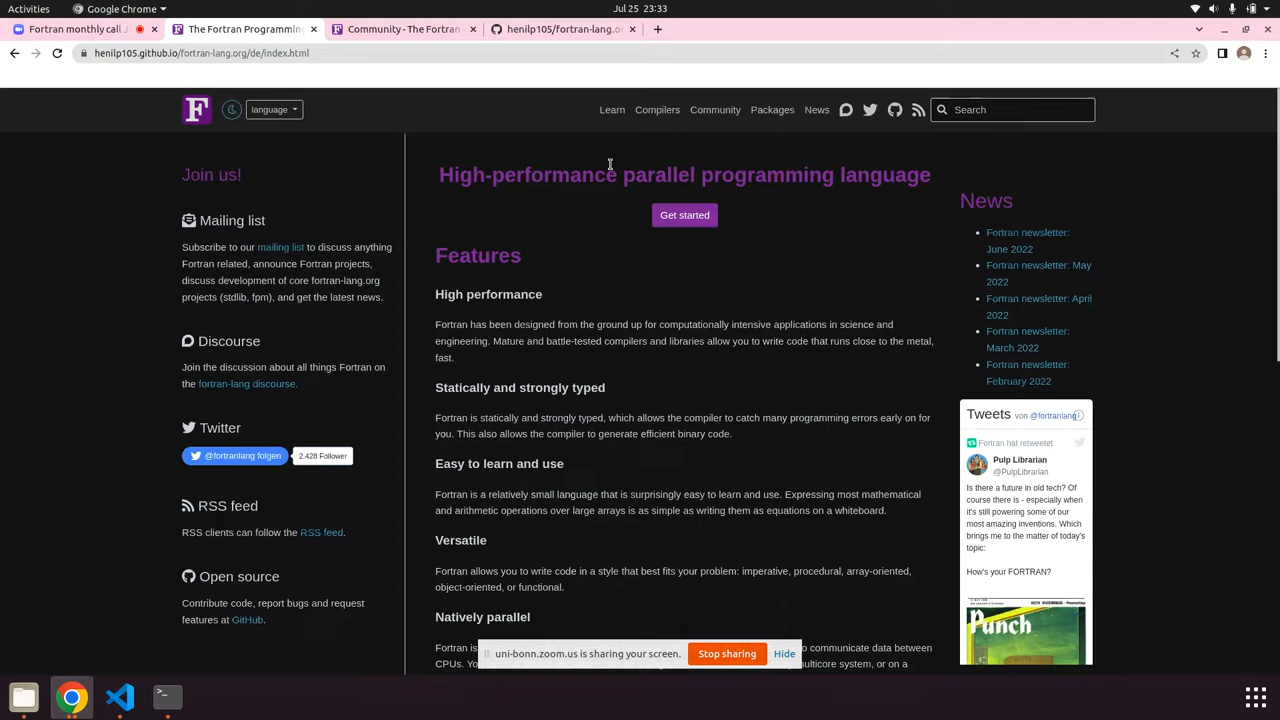 Activities
Google Chrome
Jul 25 23:33
Fortran monthly call
The Fortran Programming
Community - The Fortran
henilp105/fortran-lang.o
henilp105.github.io/fortran-lang.org/de/index.html
F
language
Learn
Compilers
Community
Packages
News
Search
Join us!
Mailing list
Subscribe to our mailing list to discuss anything
Fortran related, announce Fortran projects,
discuss development of core fortran-lang.org
projects (stdlib, fpm), and get the latest news.
Discourse
Join the discussion about all things Fortran on
the fortran-lang discourse.
Twitter
@fortranlang folgen
2.428 Follower
RSS feed
RSS clients can follow the RSS feed.
Open source
Contribute code, report bugs and request
features at GitHub.
High-performance parallel programming language
Get started
Features
High performance
Fortran has been designed from the ground up for computationally intensive applications in science and
engineering. Mature and battle-tested compilers and libraries allow you to write code that runs close to the metal,
fast.
Statically and strongly typed
Fortran is statically and strongly typed, which allows the compiler to catch many programming errors early on for
you. This also allows the compiler to generate efficient binary code.
Easy to learn and use
Fortran is a relatively small language that is surprisingly easy to learn and use. Expressing most mathematical
and arithmetic operations over large arrays is as simple as writing them as equations on a whiteboard.
Versatile
Fortran allows you to write code in a style that best fits your problem: imperative, procedural, array-oriented,
object-oriented, or functional.
Natively parallel
Fortran is
o communicate data between
CPUs. Yo
ulticore system, or on a
uni-bonn.zoom.us is sharing your screen.
Stop sharing
Hide
News
Fortran newsletter:
June 2022
Fortran newsletter: May
2022
Fortran newsletter: April
2022
Fortran newsletter:
March 2022
Fortran newsletter:
February 2022
Tweets von @fortranlang
Fortran hat retweetet
Pulp Librarian
@PulpLibrarian
Is there a future in old tech? Of
course there is - especially when
it's still powering some of our
most amazing inventions. Which
brings me to the matter of today's
topic:
How's your FORTRAN?
Punch